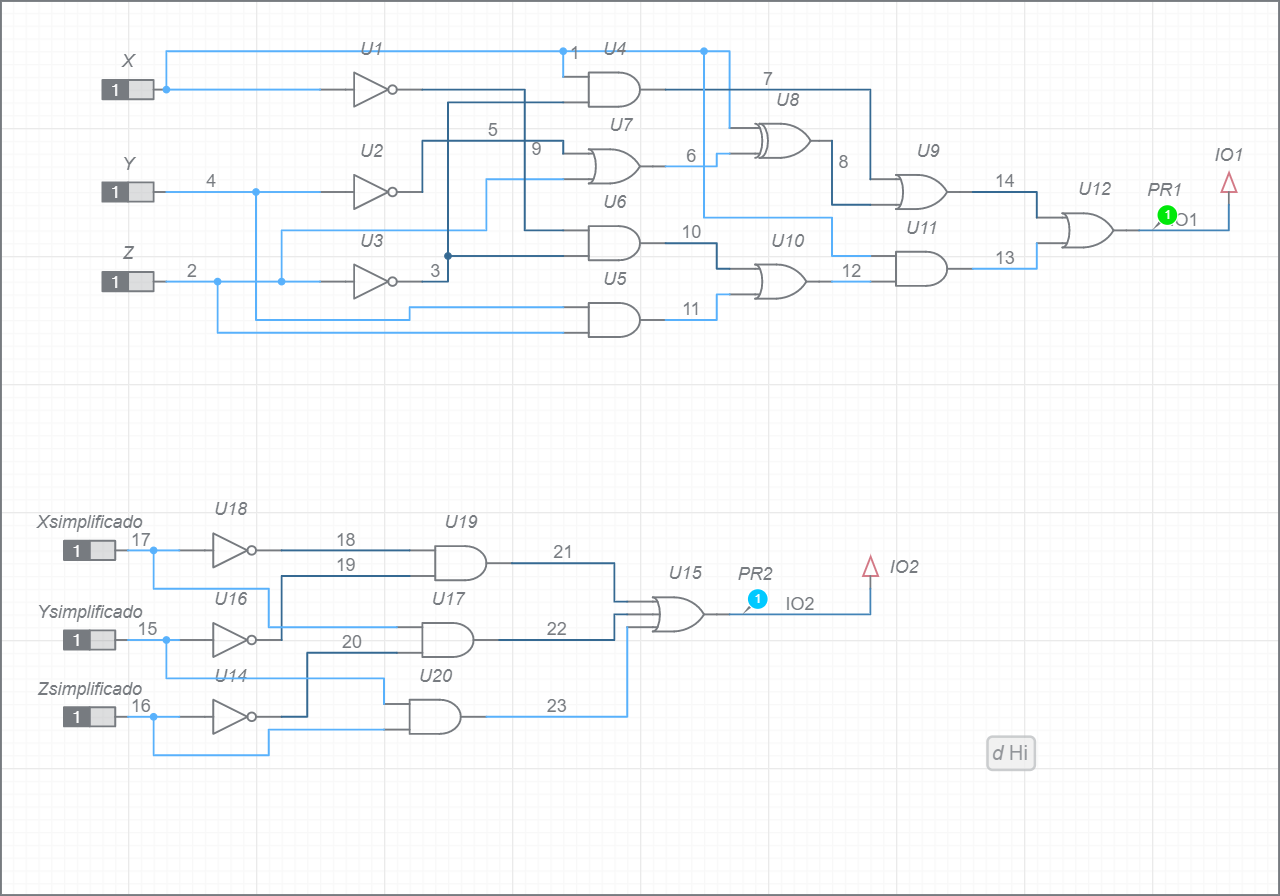 U1
1
U4
X
1
7
U8
U7
5
9
U2
6
8
U9
IO1
Y
1
4
U6
14
U12
PR1
1
IO1
U3
10
U10
U11
Z
1
2
3
U5
12
13
11
U18
Xsimplificado
1
17
18
U19
21
19
U15
PR2
IO2
1
IO2
Ysimplificado
1
15
U16
U17
20
22
Zsimplificado
1
16
U14
U20
23
d Hi